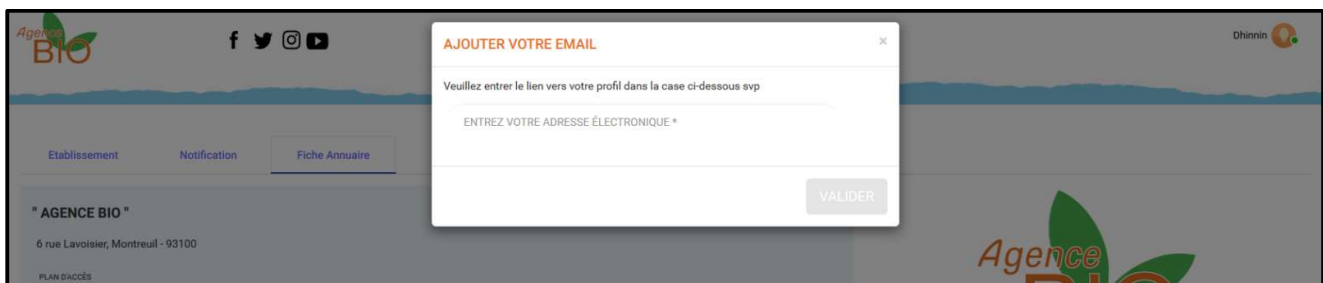 Agence
BIO
AJOUTER VOTRE EMAIL
×
Dhinnin
Veuillez entrer le lien vers votre profil dans la case ci-dessous svp
ENTREZ VOTRE ADRESSE ÉLECTRONIQUE *
Etablissement
Notification
Fiche Annuaire
VALIDER
" AGENCE BIO "
6 rue Lavoisier, Montreuil - 93100
PLAN D'ACCÈS
Agence
BIO